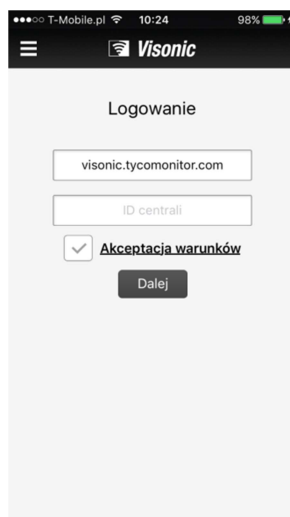 T-Mobile.pl 10:24 98%
Visonic
Logowanie
visonic.tycomonitor.com
ID centrali
Akceptacja warunków
Dalej